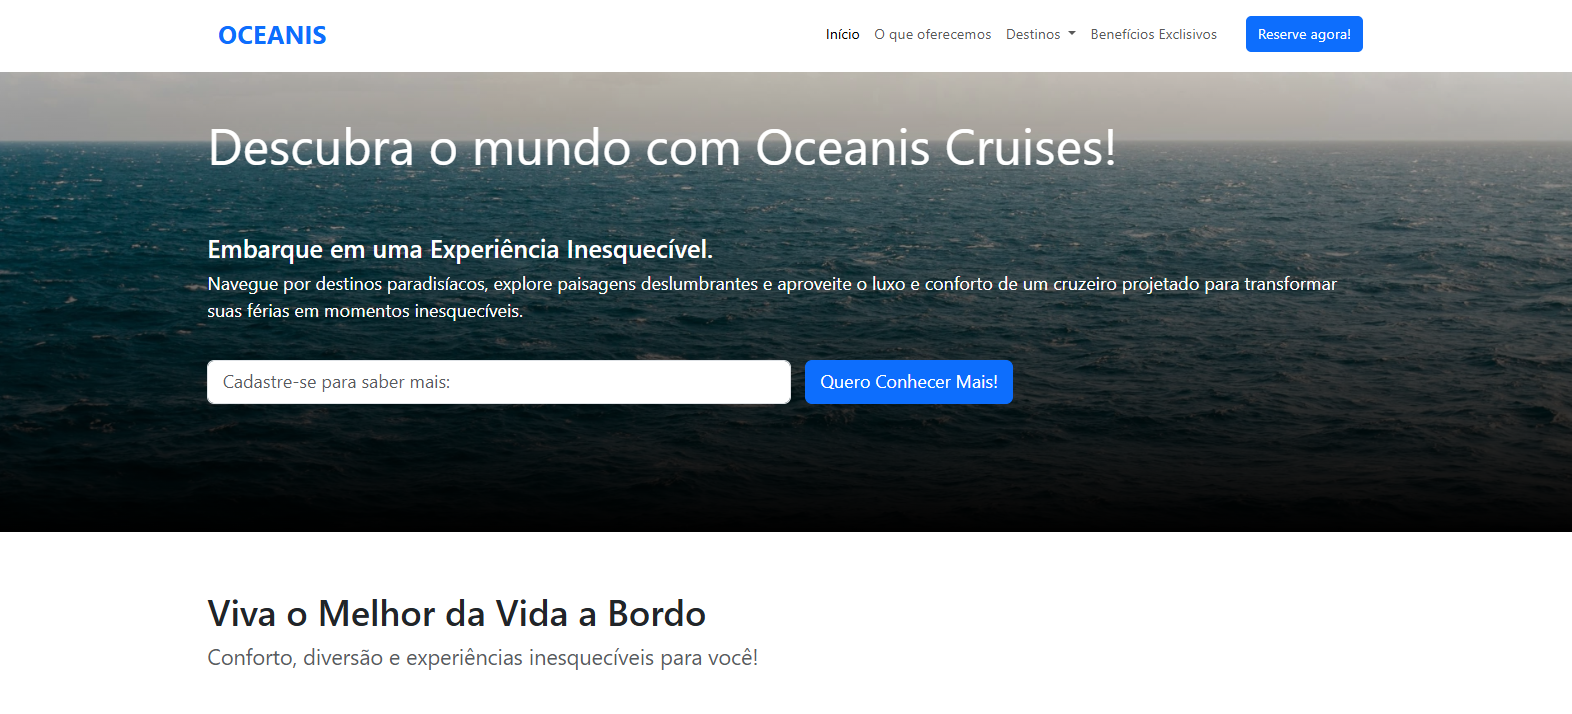 OCEANIS
Início
O que oferecemos
Destinos
Benefícios Exclisivos
Reserve agora!
Descubra o mundo com Oceanis Cruises!
Embarque em uma Experiência Inesquecível.
Navegue por destinos paradisíacos, explore paisagens deslumbrantes e aproveite o luxo e conforto de um cruzeiro projetado para transformar
suas férias em momentos inesquecíveis.
Cadastre-se para saber mais:
Quero Conhecer Mais!
Viva o Melhor da Vida a Bordo
Conforto, diversão e experiências inesquecíveis para você!